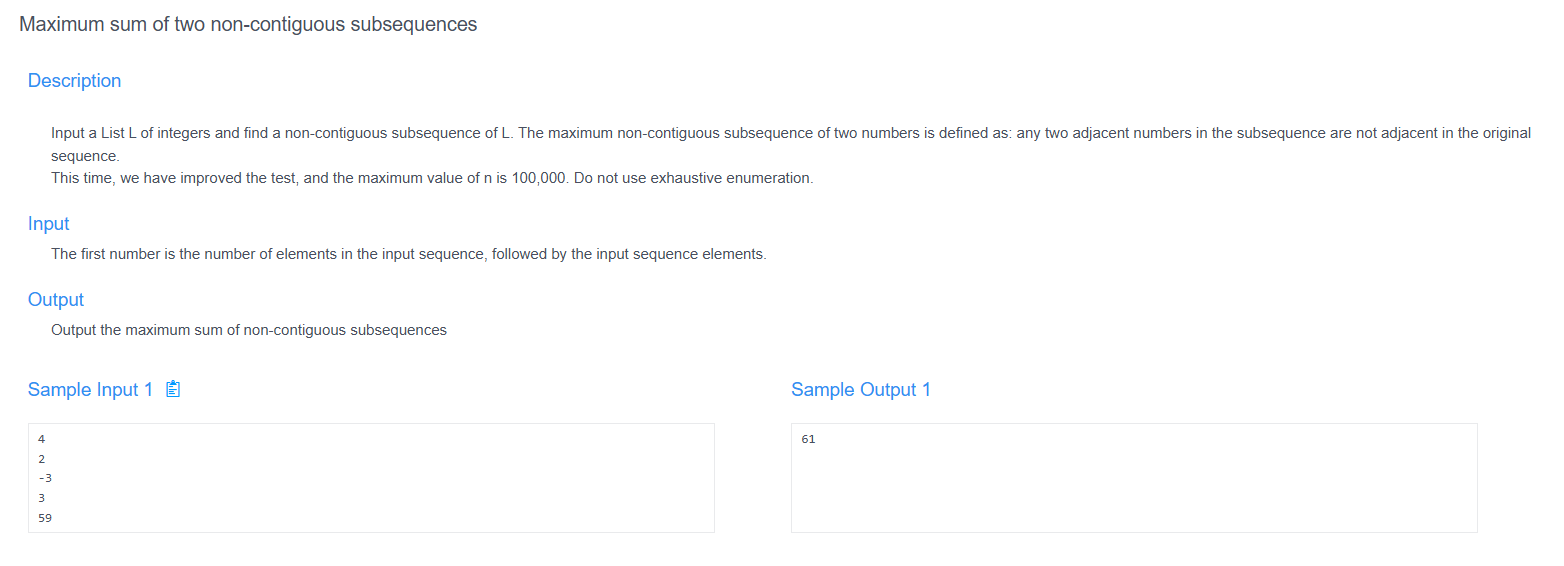 Maximum sum of two non-contiguous subsequences
Description
Input a List L of integers and find a non-contiguous subsequence of L. The maximum non-contiguous subsequence of two numbers is defined as: any two adjacent numbers in the subsequence are not adjacent in the original
sequence.
This time, we have improved the test, and the maximum value of n is 100,000. Do not use exhaustive enumeration.
Input
The first number is the number of elements in the input sequence, followed by the input sequence elements.
Output
Output the maximum sum of non-contiguous subsequences
Sample Input 1
4
2
-3
3
59
Sample Output 1
61